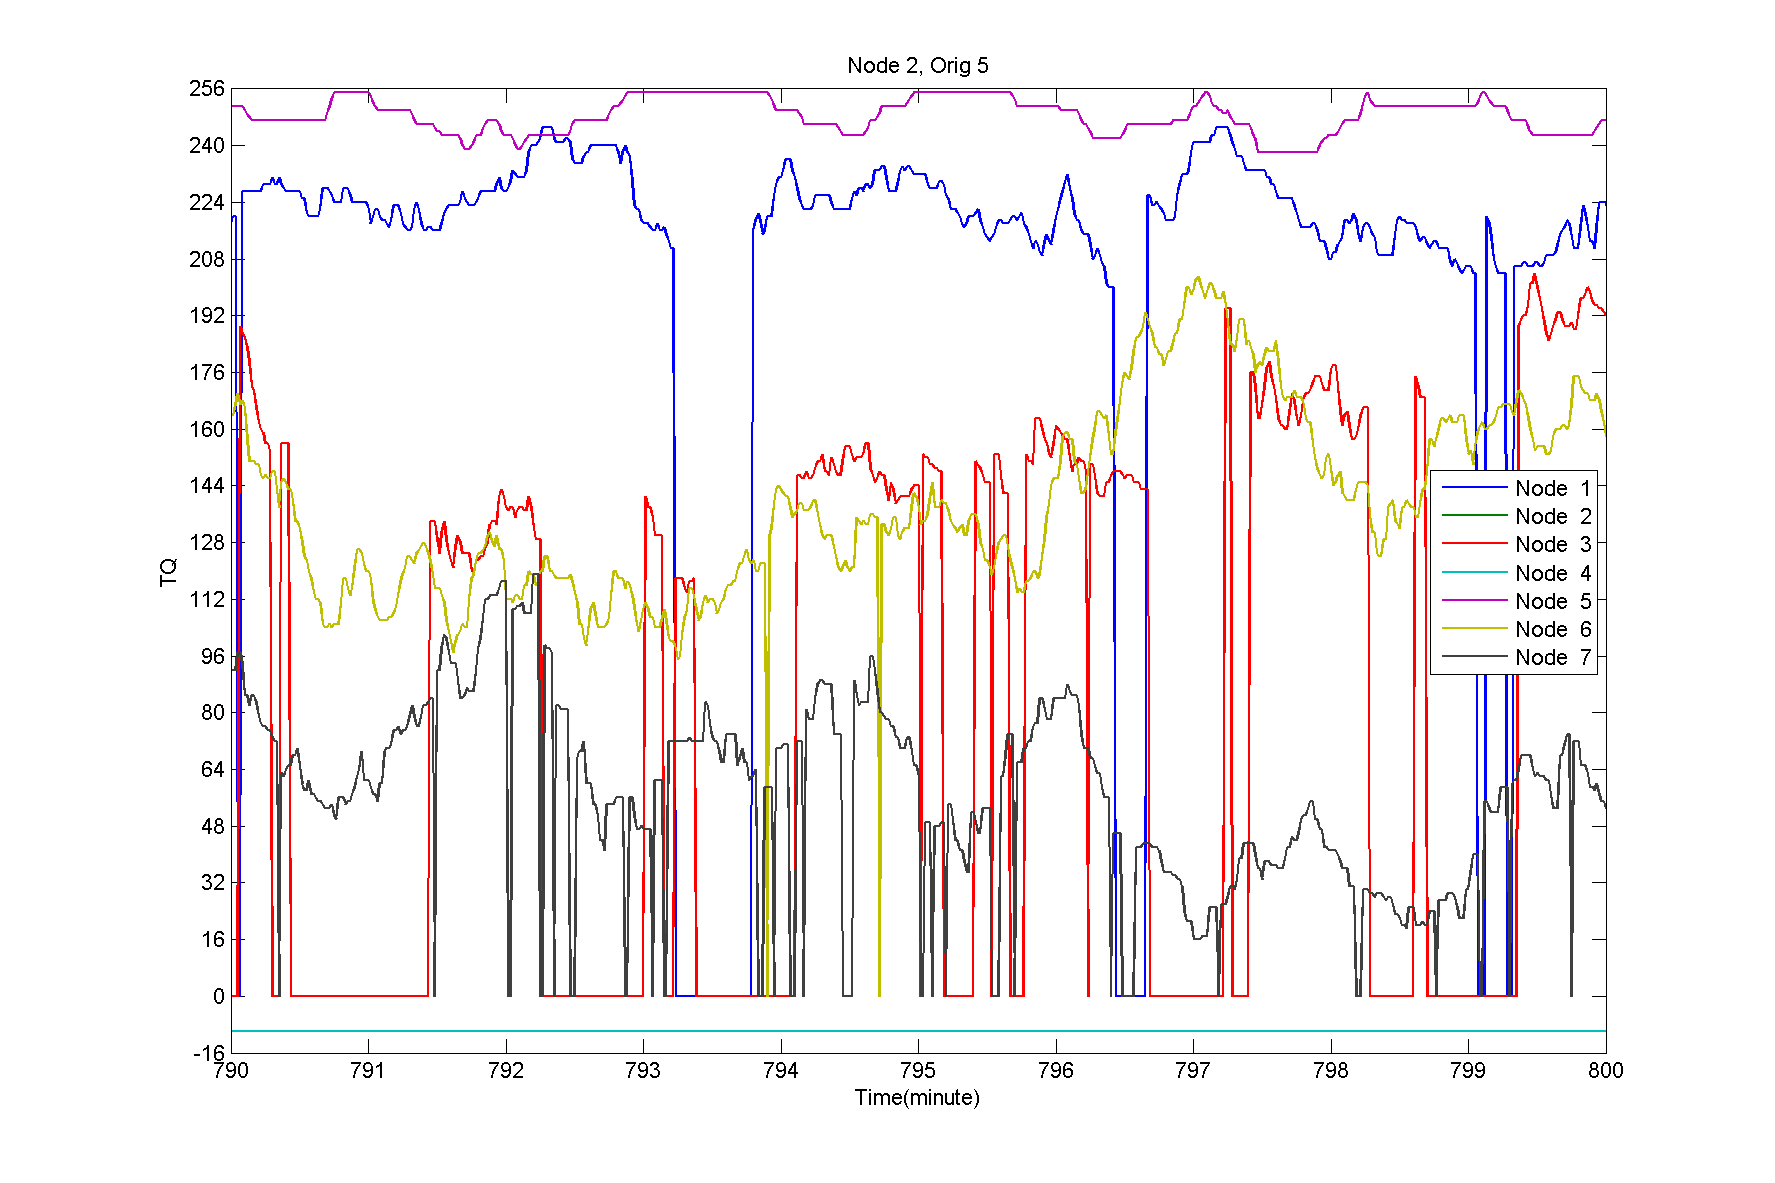 Node 2, Orig 5
256
240
224
208
192
176
160
144
128
112
96
80
64
48
32
16
0
-16
TQ
790 791 792 793 794 795 796 797 798 799 800
Time(minute)
Node 1
Node 2
Node 3
Node 4
Node 5
Node 6
Node 7